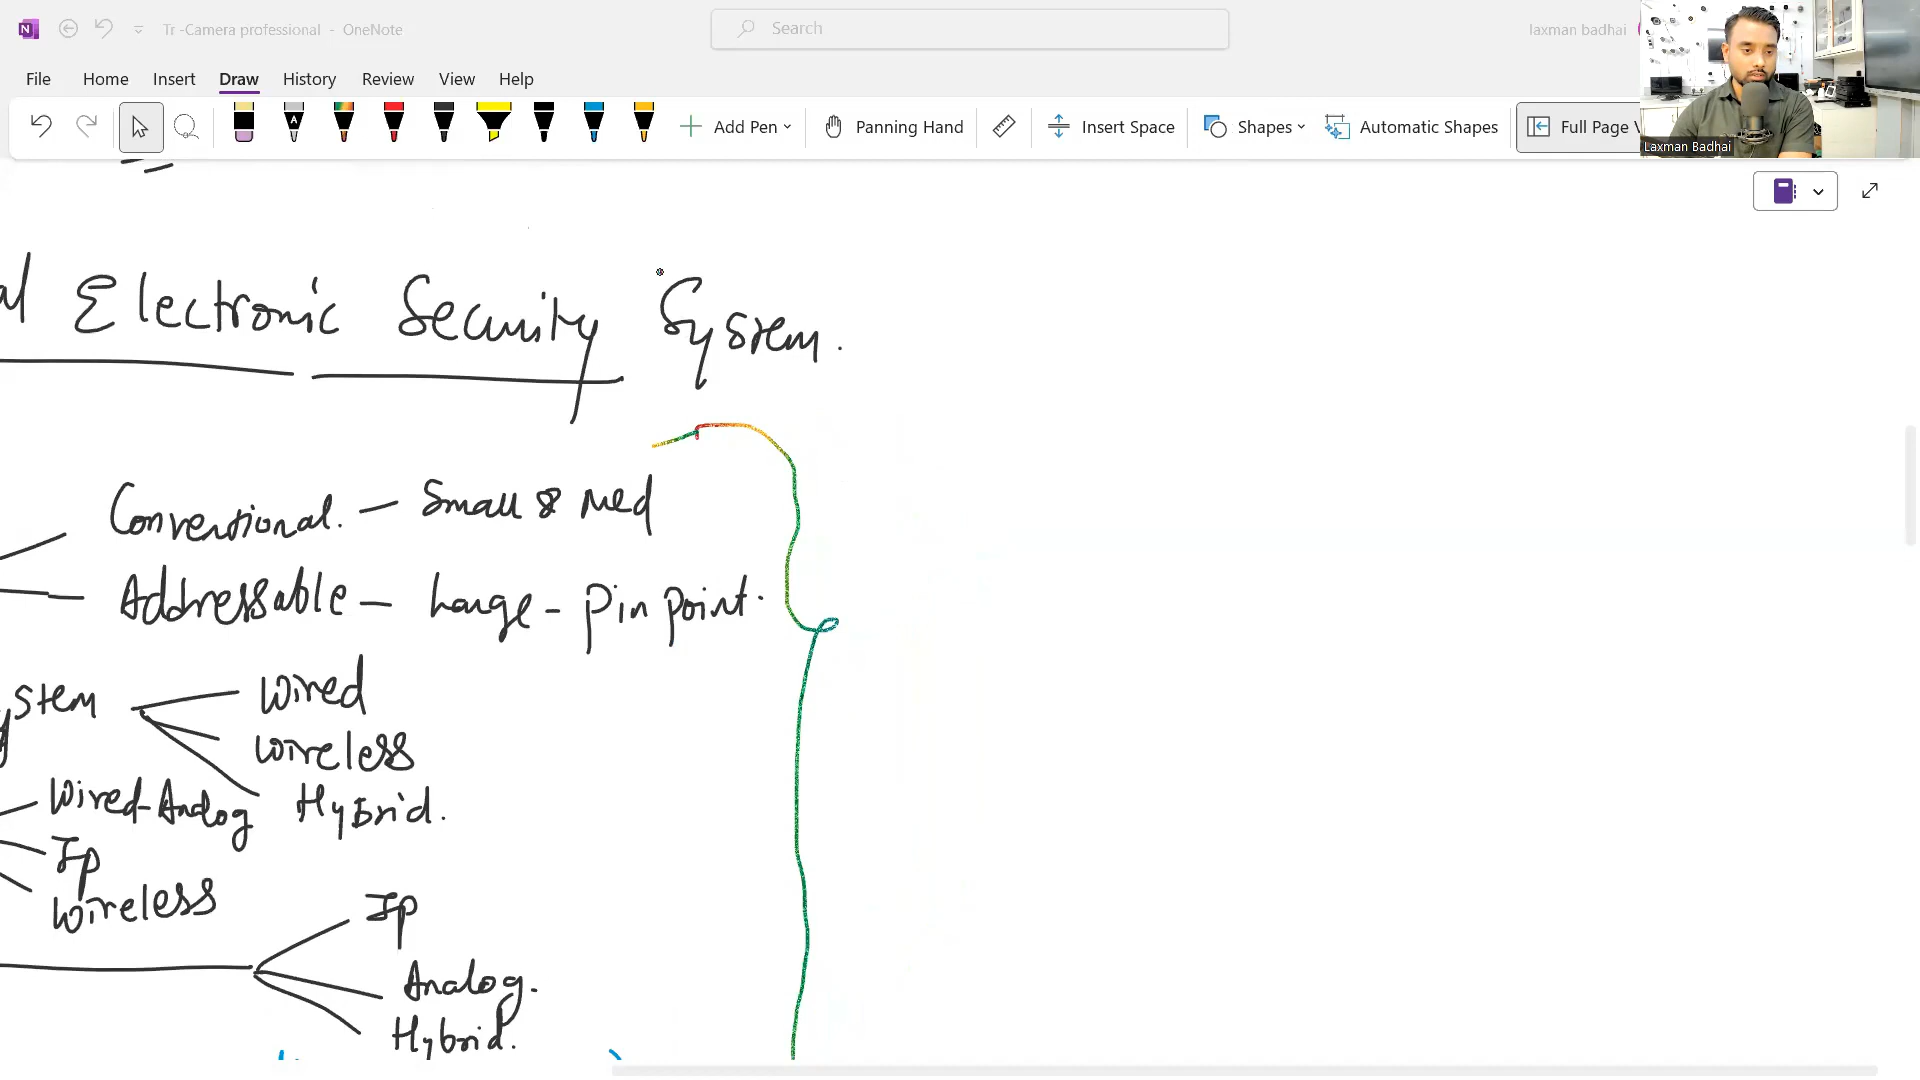 Tr -Camera professional - OneNote
Search
laxman badhai
File Home Insert Draw History Review View Help
Add Pen Panning Hand Insert Space Shapes Automatic Shapes Full Page V
Laxman Badhai
al Electronic Security System.
Conventional. — Small & Med
Addressable — Large - Pin point.
ystem Wired
Wireless
Wired-Analog Hybrid.
Ip
Wireless
Ip
Analog.
Hybrid.